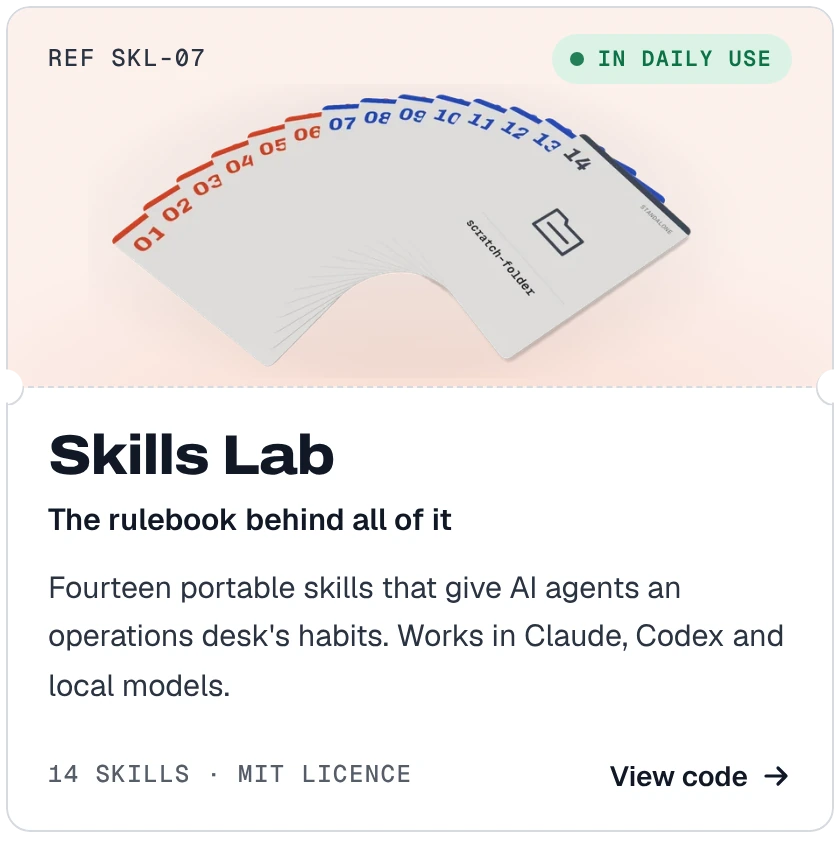 REF SKL-07
IN DAILY USE
01
02
03
04
05
06
07
08
09
10
11
12
13
14
STANDALONE
scratch-folder
Skills Lab
The rulebook behind all of it
Fourteen portable skills that give AI agents an
operations desk's habits. Works in Claude, Codex and
local models.
14 SKILLS · MIT LICENCE
View code →